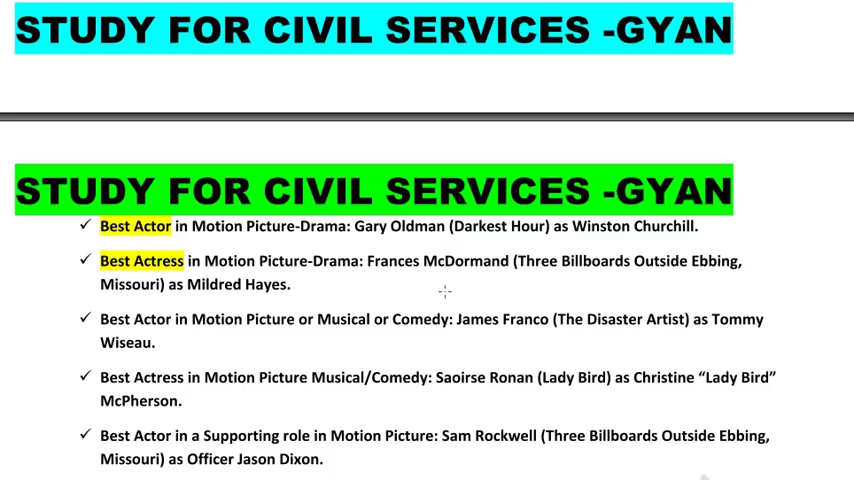 STUDY FOR CIVIL SERVICES -GYAN
STUDY FOR CIVIL SERVICES -GYAN
✓ Best Actor in Motion Picture-Drama: Gary Oldman (Darkest Hour) as Winston Churchill.
✓ Best Actress in Motion Picture-Drama: Frances McDormand (Three Billboards Outside Ebbing,
Missouri) as Mildred Hayes.
✓ Best Actor in Motion Picture or Musical or Comedy: James Franco (The Disaster Artist) as Tommy
Wiseau.
✓ Best Actress in Motion Picture Musical/Comedy: Saoirse Ronan (Lady Bird) as Christine “Lady Bird”
McPherson.
✓ Best Actor in a Supporting role in Motion Picture: Sam Rockwell (Three Billboards Outside Ebbing,
Missouri) as Officer Jason Dixon.